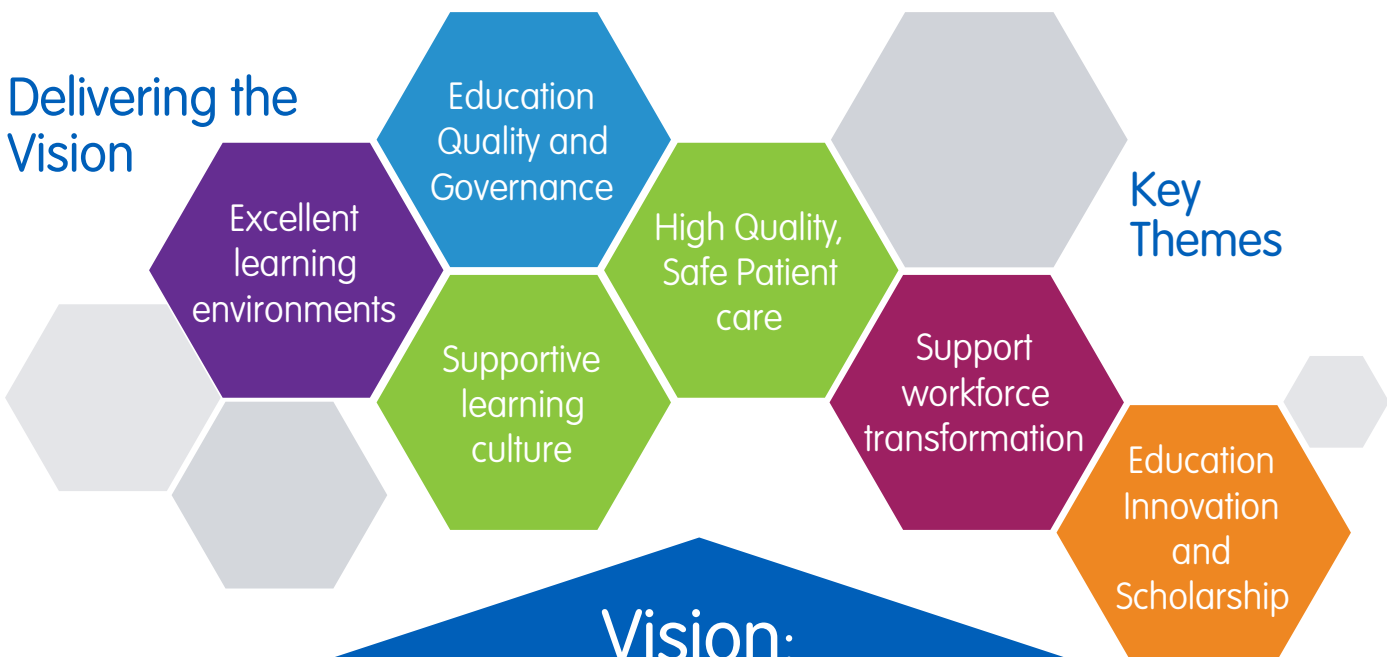 Delivering the
Vision
Education
Quality and
Governance
Excellent
learning
environments
High Quality,
Safe Patient
care
Key
Themes
Supportive
learning
culture
Support
workforce
transformation
Education
Innovation
and
Scholarship
Vision: